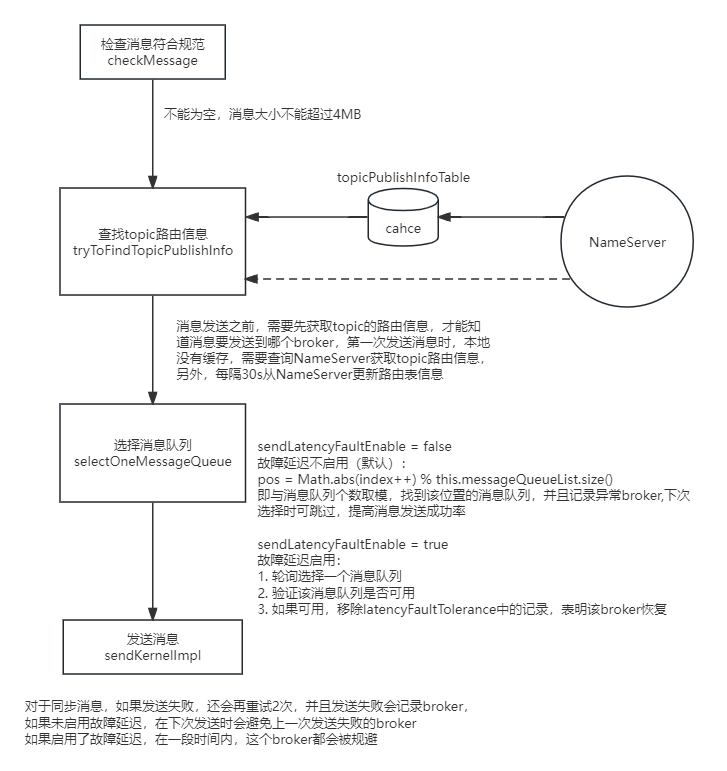 检查消息符合规范
checkMessage
不能为空，消息大小不能超过4MB
topicPublishInfoTable
cahce
NameServer
查找topic路由信息
tryToFindTopicPublishInfo
消息发送之前，需要先获取topic的路由信息，才能知
道消息要发送到哪个broker，第一次发送消息时，本地
没有缓存，需要查询NameServer获取topic路由信息，
另外，每隔30s从NameServer更新路由表信息
选择消息队列
selectOneMessageQueue
sendLatencyFaultEnable = false
故障延迟不启用（默认）：
pos = Math.abs(index++) % this.messageQueueList.size()
即与消息队列个数取模，找到该位置的消息队列，并且记录异常broker,下次
选择时可跳过，提高消息发送成功率
sendLatencyFaultEnable = true
故障延迟启用：
1. 轮询选择一个消息队列
2. 验证该消息队列是否可用
3. 如果可用，移除latencyFaultTolerance中的记录，表明该broker恢复
发送消息
sendKernelImpl
对于同步消息，如果发送失败，还会再重试2次，并且发送失败会记录broker，
如果未启用故障延迟，在下次发送时会避免上一次发送失败的broker
如果启用了故障延迟，在一段时间内，这个broker都会被规避